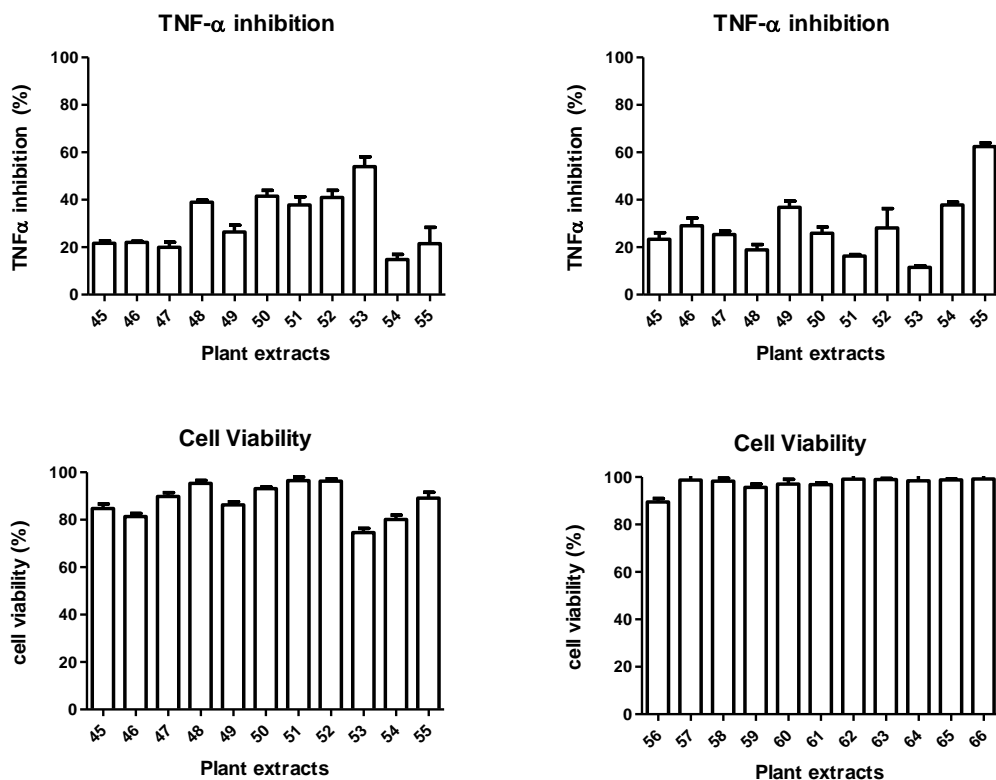 TNF-α inhibition
TNFα inhibition (%)
100
80
60
40
20
0
45 46 47 48 49 50 51 52 53 54 55
Plant extracts
TNF-α inhibition
TNFα inhibition (%)
100
80
60
40
20
0
45 46 47 48 49 50 51 52 53 54 55
Plant extracts
Cell Viability
cell viability (%)
100
80
60
40
20
0
45 46 47 48 49 50 51 52 53 54 55
Plant extracts
Cell Viability
cell viability (%)
100
80
60
40
20
0
56 57 58 59 60 61 62 63 64 65 66
Plant extracts